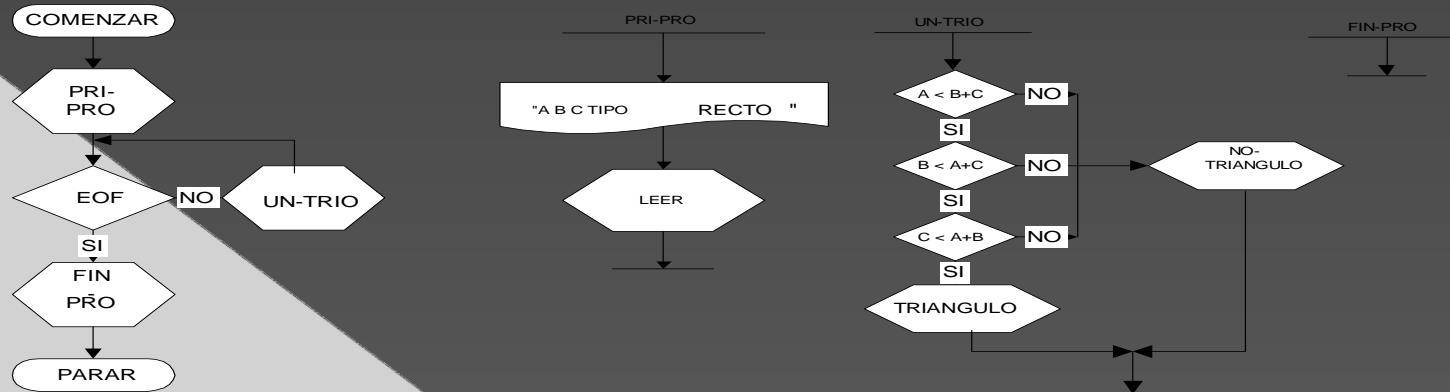 COMENZAR
PRI-
PRO
EOF
NO
UN-TRIO
SI
FIN
-
PRO
PARAR
PRI-PRO
"A B C TIPO RECTO "
LEER
UN-TRIO
A < B+C
NO
SI
B < A+C
NO
SI
C < A+B
NO
SI
TRIANGULO
NO-
TRIANGULO
FIN-PRO